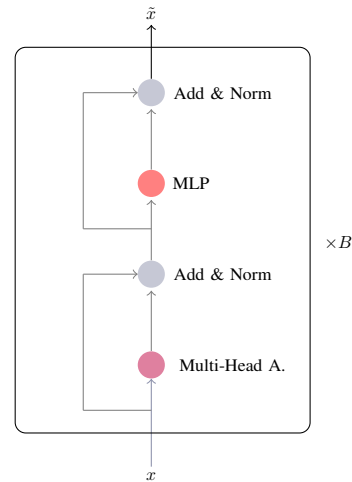 x̃
Add & Norm
MLP
×B
Add & Norm
Multi-Head A.
x